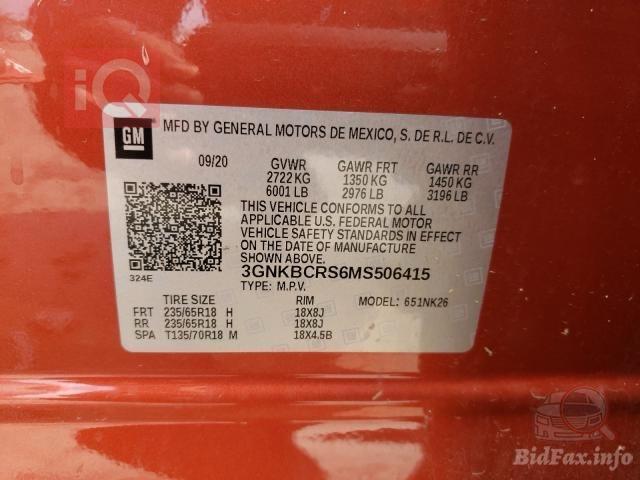 iQ
GM MFD BY GENERAL MOTORS DE MEXICO, S. DE R.L. DE C.V.
09/20 GVWR GAWR FRT GAWR RR
2722 KG 1350 KG 1450 KG
6001 LB 2976 LB 3196 LB
THIS VEHICLE CONFORMS TO ALL
APPLICABLE U.S. FEDERAL MOTOR
VEHICLE SAFETY STANDARDS IN EFFECT
ON THE DATE OF MANUFACTURE
SHOWN ABOVE.
3GNKBCRS6MS506415
324E
TYPE: M.P.V.
TIRE SIZE RIM MODEL: 651NK26
FRT 235/65R18 H 18X8J
RR 235/65R18 H 18X8J
SPA T135/70R18 M 18X4.5B
BidFax.info